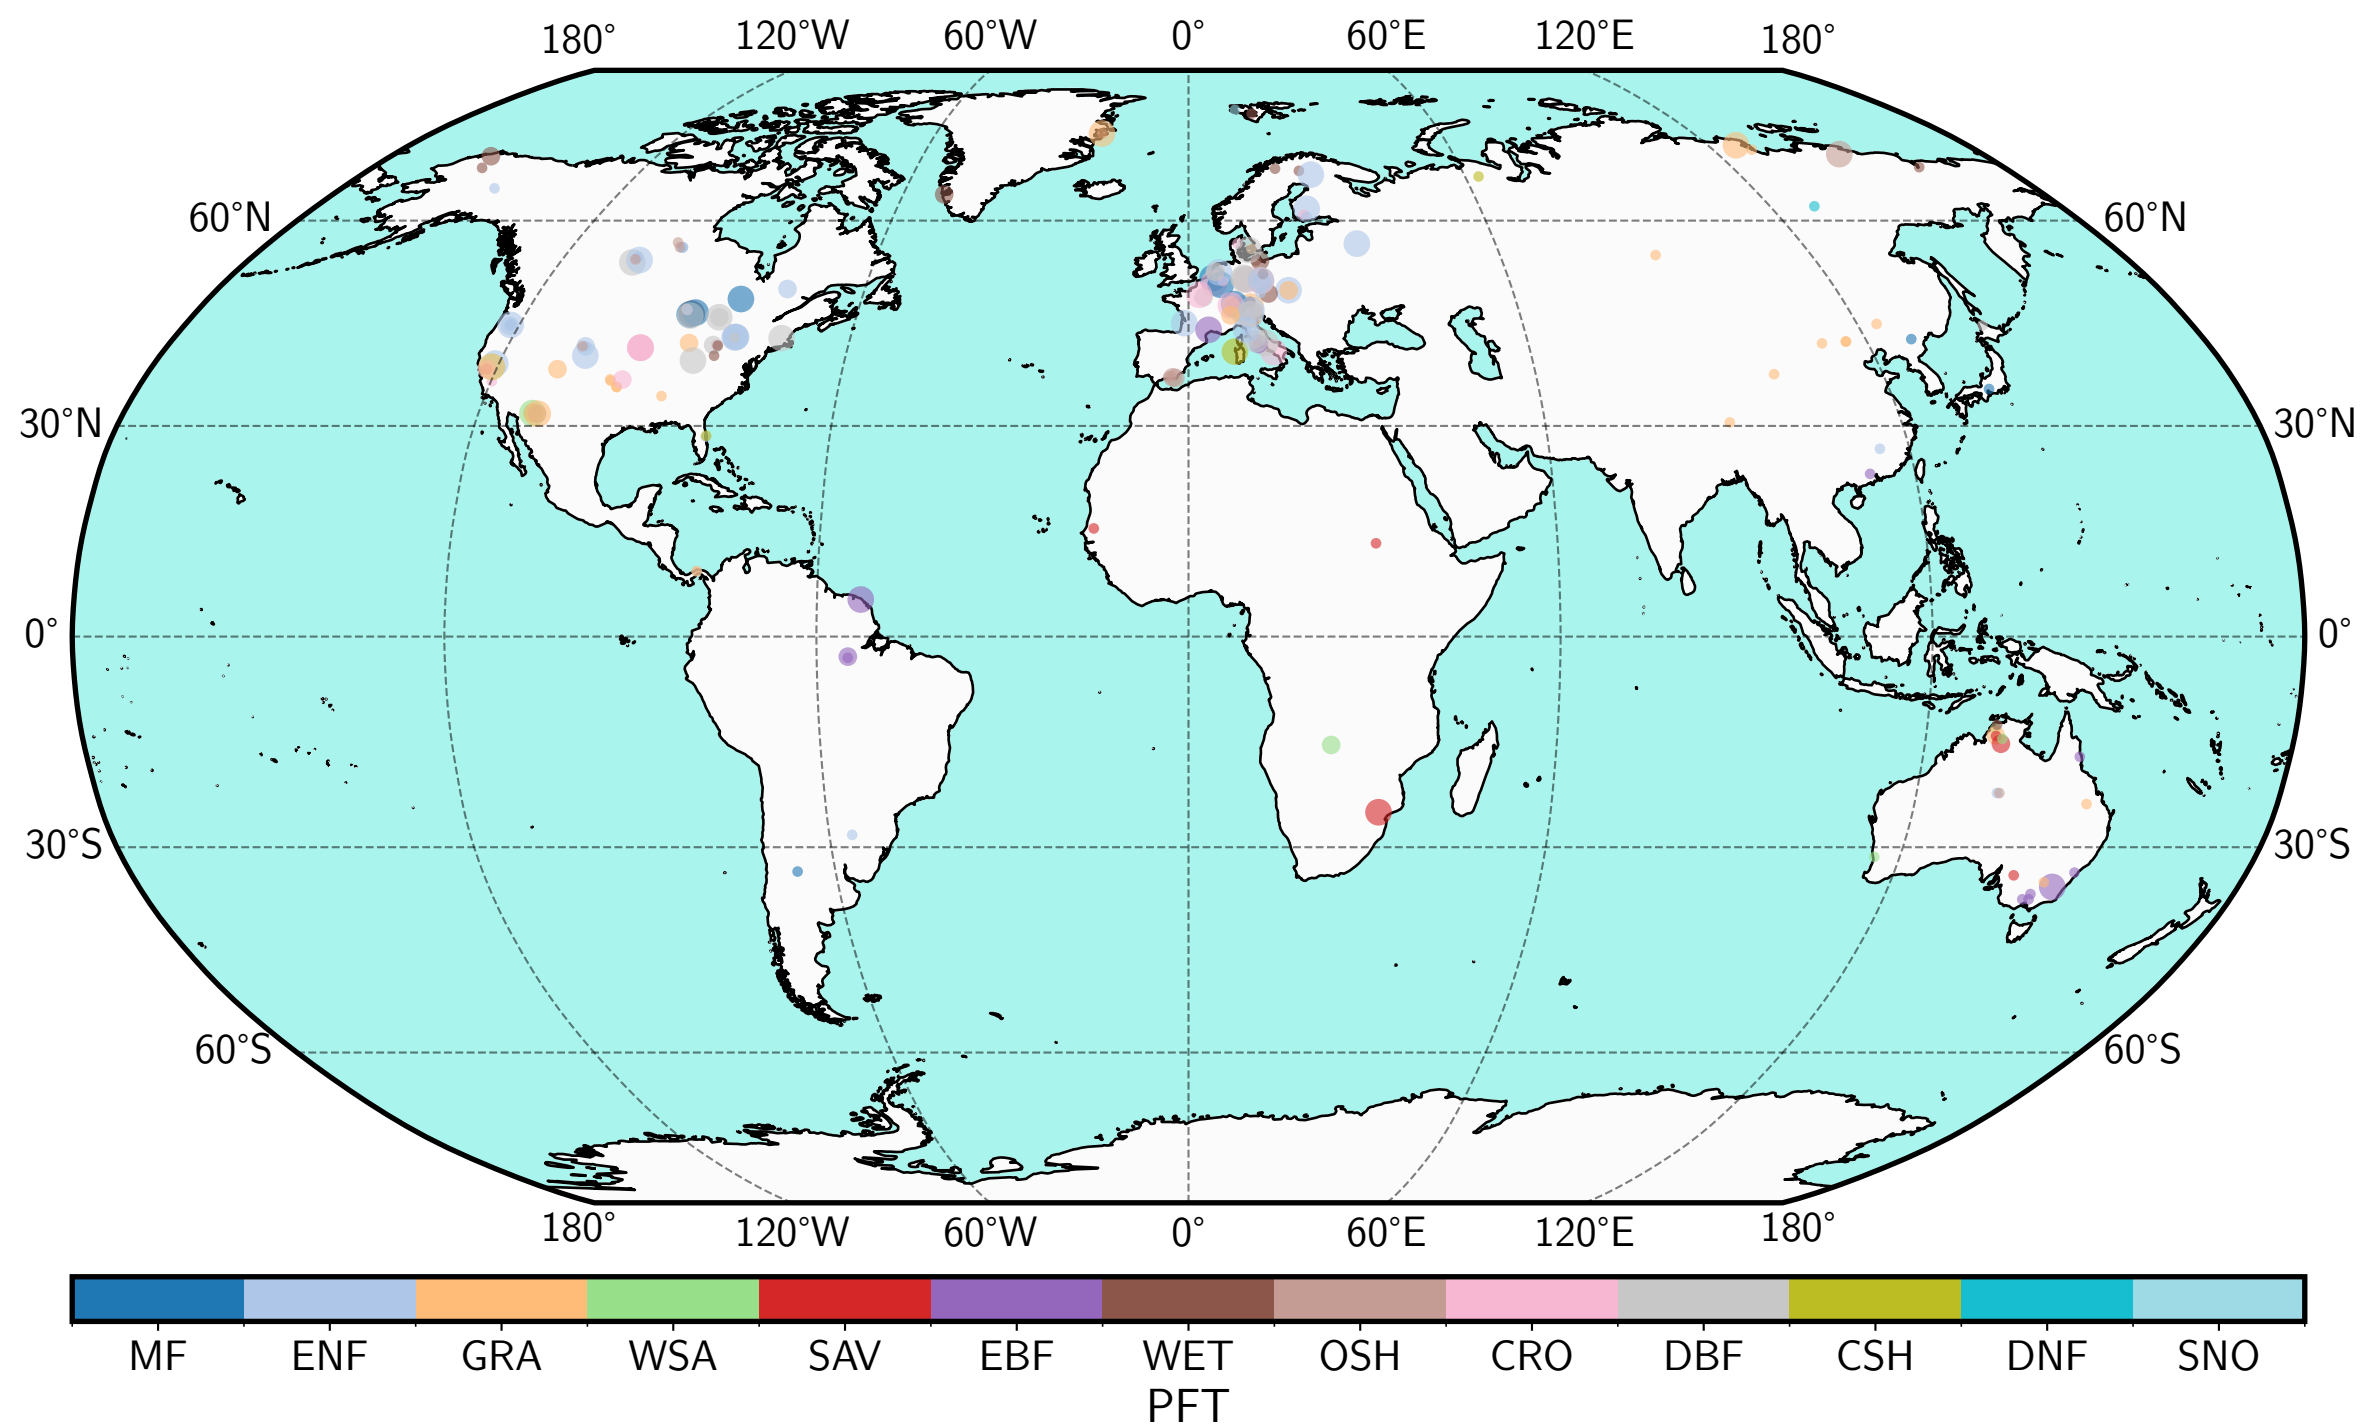 180° 120°W 60°W 0° 60°E 120°E 180°
60°N 60°N
30°N 30°N
0° 0°
30°S 30°S
60°S 60°S
180° 120°W 60°W 0° 60°E 120°E 180°
MF ENF GRA WSA SAV EBF WET OSH CRO DBF CSH DNF SNO
PFT